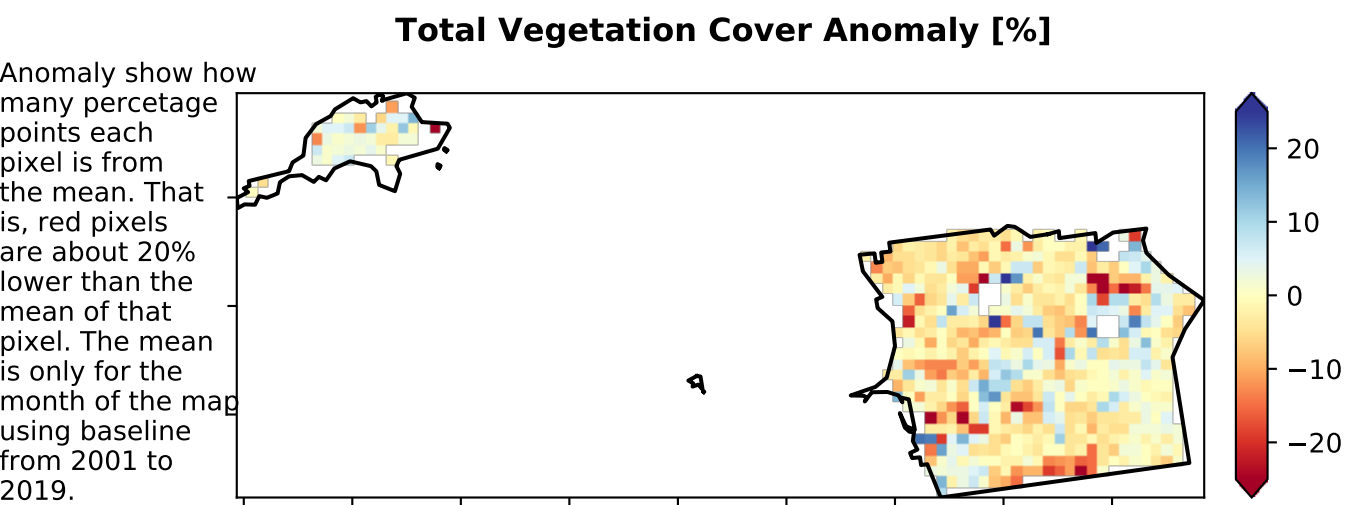 Total Vegetation Cover Anomaly [%]
Anomaly show how
many percetage
points each
pixel is from
the mean. That
is, red pixels
are about 20%
lower than the
mean of that
pixel. The mean
is only for the
month of the map
using baseline
from 2001 to
2019.
20
10
0
−10
−20